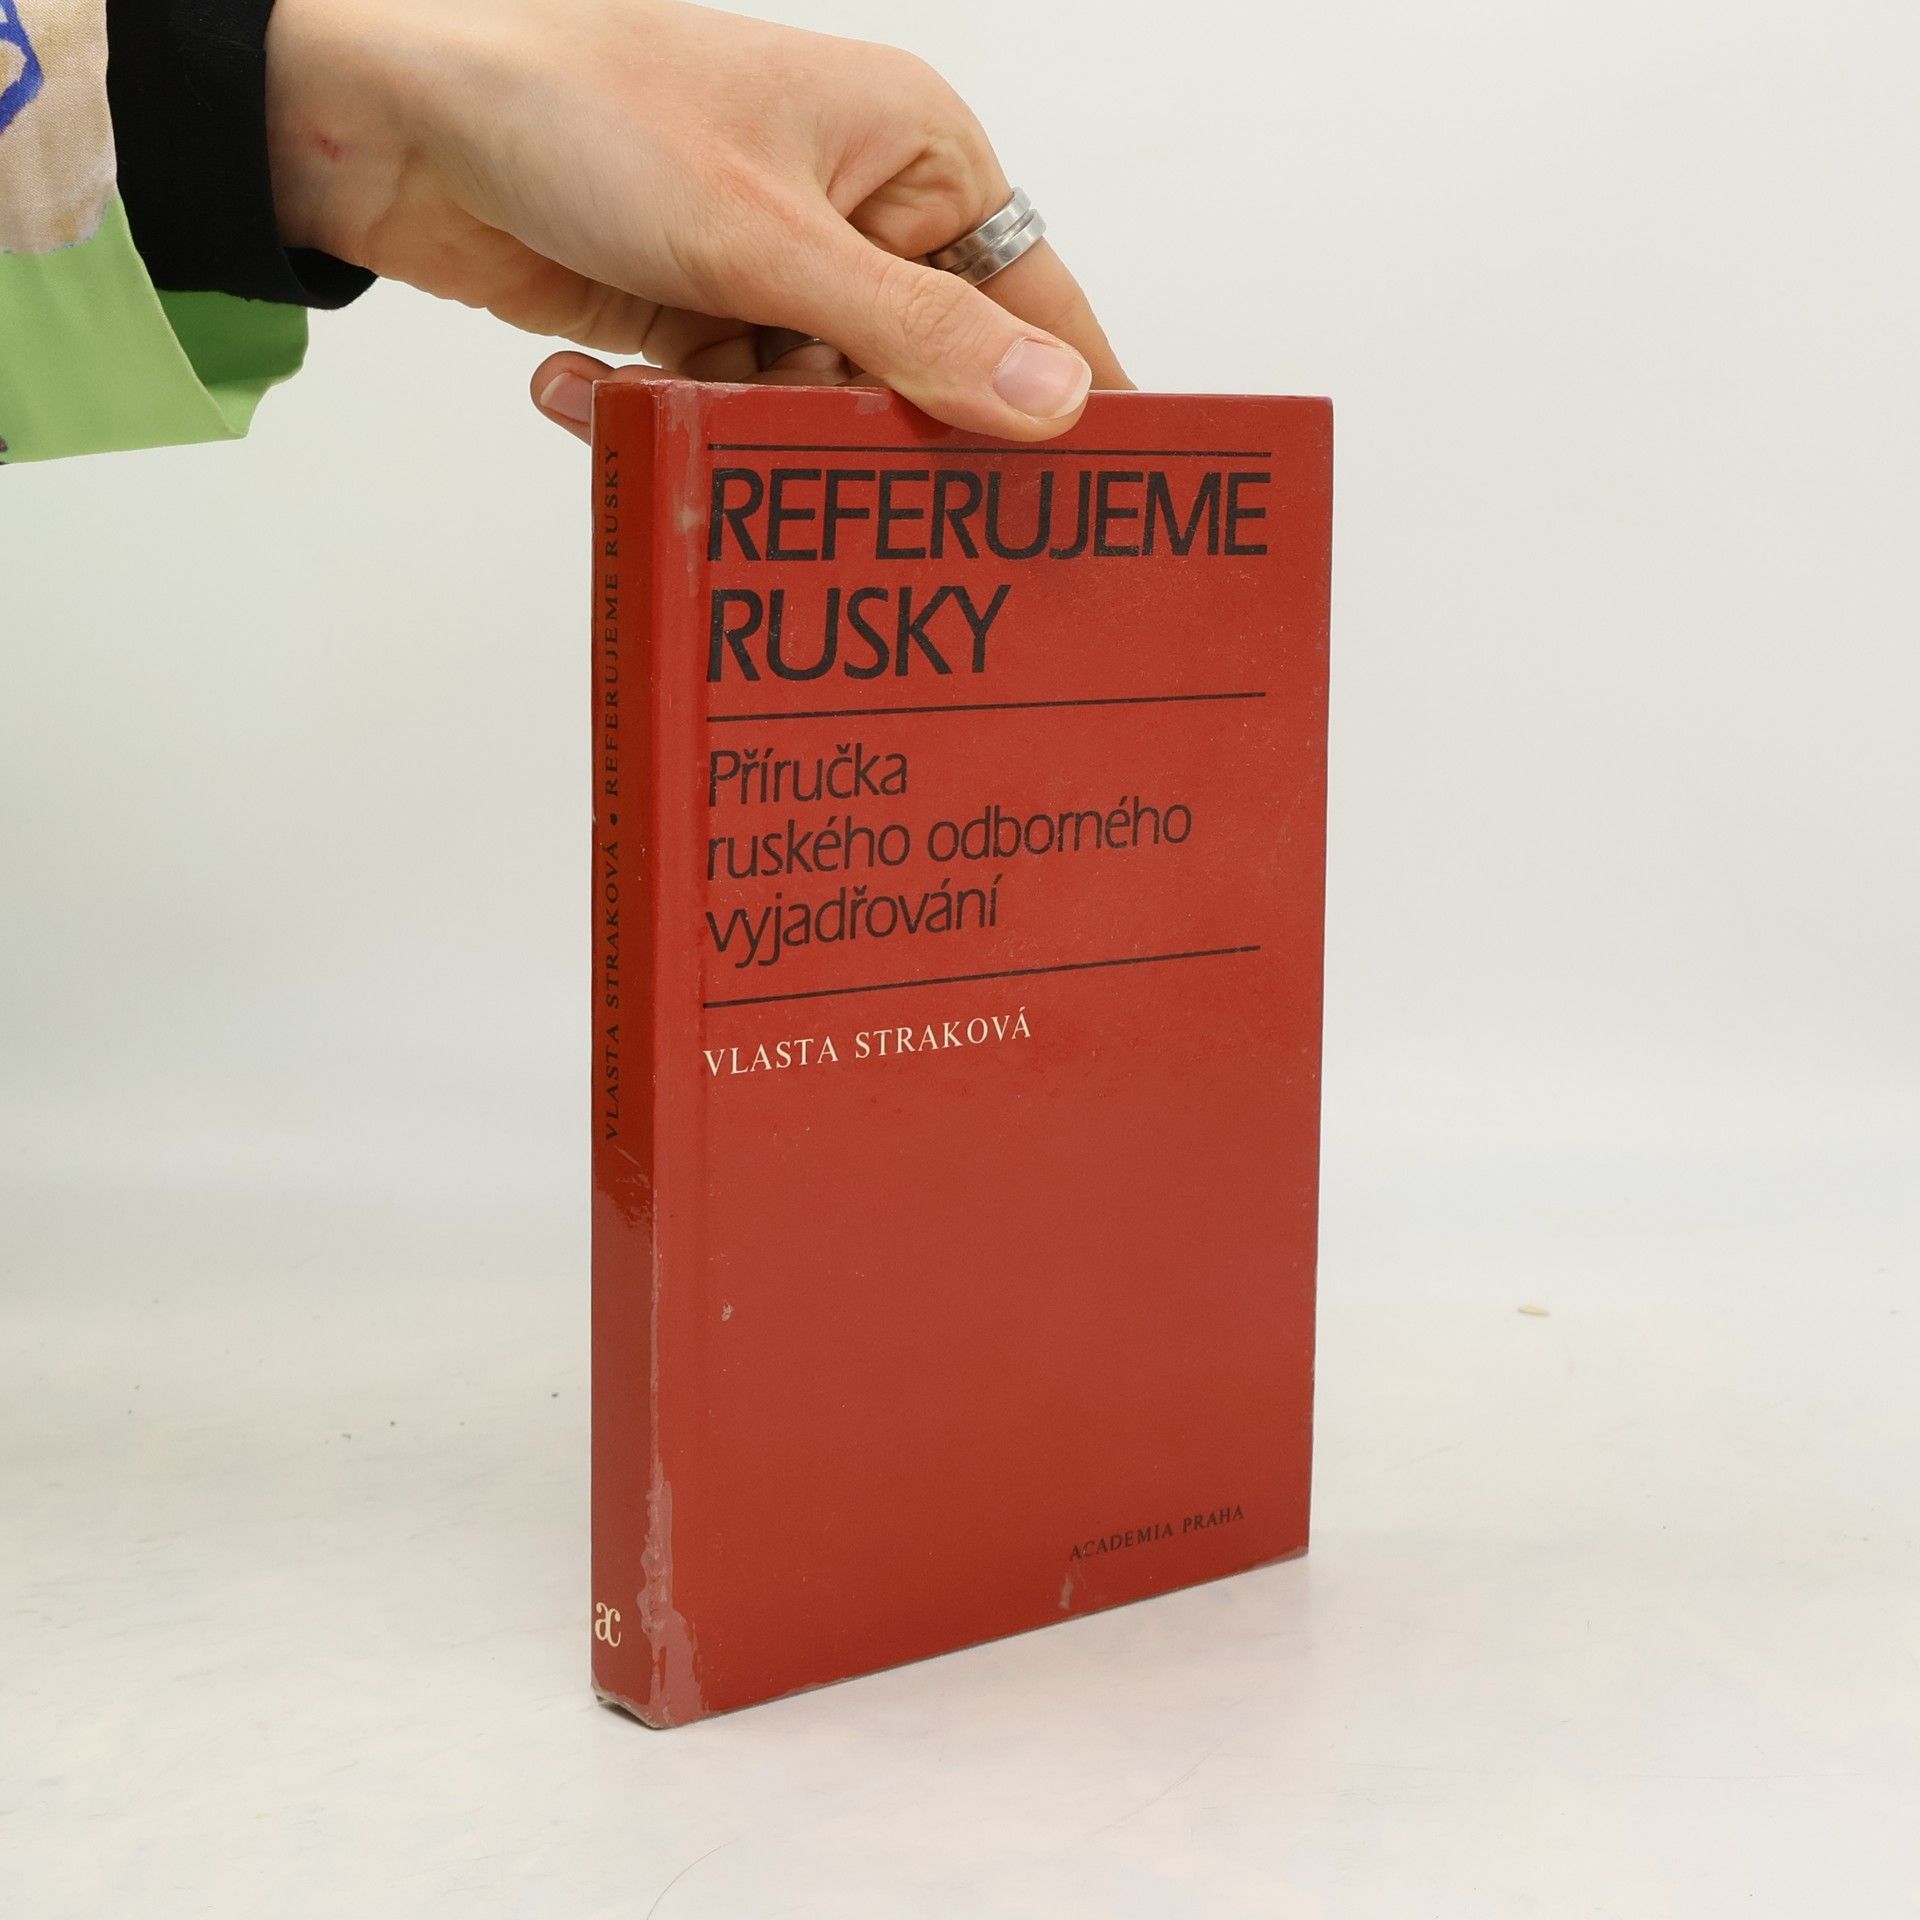 VLASTA STRAKOVÁ • REFERUJEME RUSKY
ac
REFERUJEME
RUSKY
Příručka
ruského odborného
vyjadřování
VLASTA STRAKOVÁ
ACADEMIA PRAHA